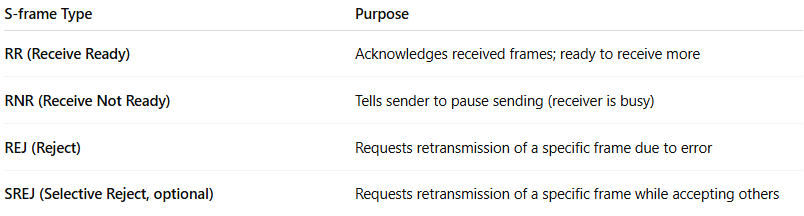 S-frame Type Purpose
RR (Receive Ready) Acknowledges received frames; ready to receive more
RNR (Receive Not Ready) Tells sender to pause sending (receiver is busy)
REJ (Reject) Requests retransmission of a specific frame due to error
SREJ (Selective Reject, optional) Requests retransmission of a specific frame while accepting others